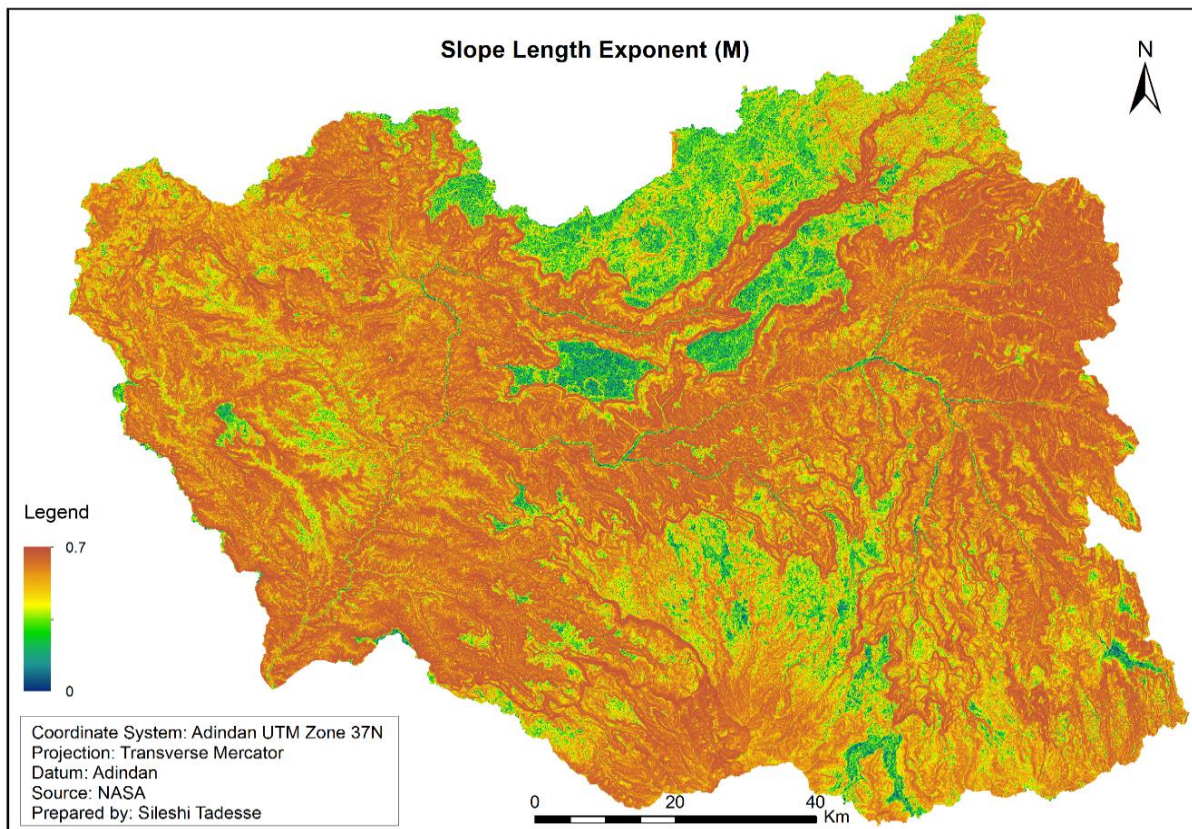 Slope Length Exponent (M)
N
Legend
0.7
0
Coordinate System: Adindan UTM Zone 37N
Projection: Transverse Mercator
Datum: Adindan
Source: NASA
Prepared by: Sileshi Tadesse
0 20 40
Km